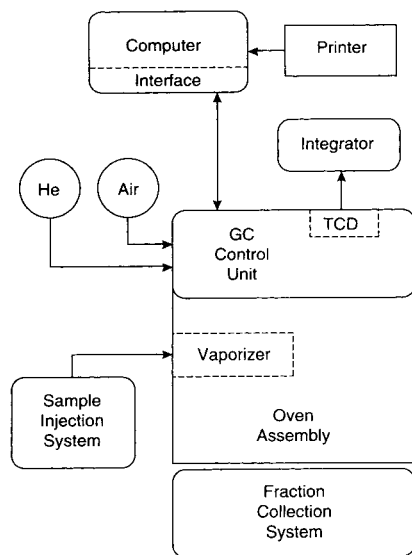 Computer
Printer
Interface
Integrator
He
Air
TCD
GC
Control
Unit
Vaporizer
Sample
Injection
System
Oven
Assembly
Fraction
Collection
System